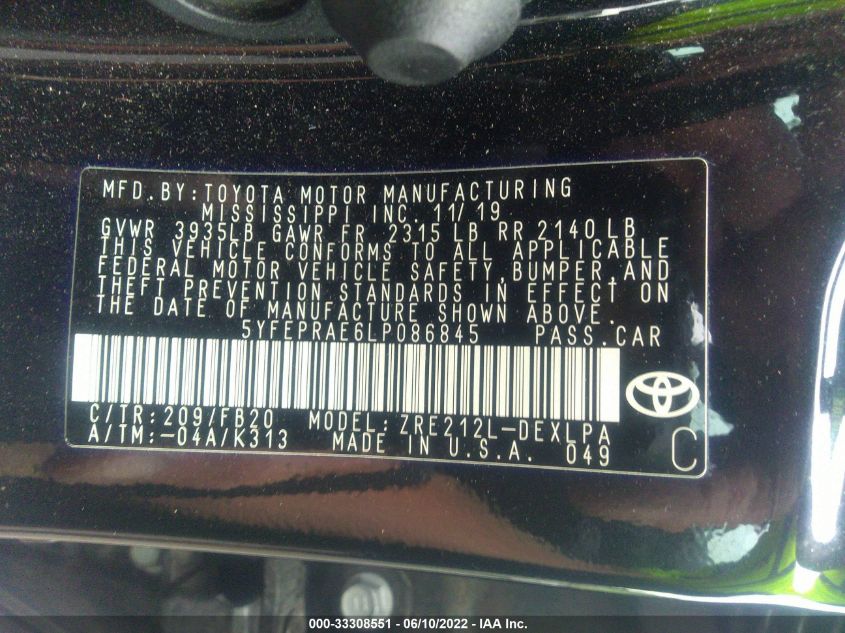 MFD.BY:TOYOTA MOTOR MANUFACTURING
MISSISSIPPI INC. 11/19
GVWR 3935LB GAWR FR 2315 LB RR 2140 LB
THIS VEHICLE CONFORMS TO ALL APPLICABLE
FEDERAL MOTOR VEHICLE SAFETY,BUMPER,AND
THEFT PREVENTION STANDARDS IN EFFECT ON
THE DATE OF MANUFACTURE SHOWN ABOVE.
5YFEPRAE6LP086845 PASS.CAR
C/TR:209/FB20 MODEL:ZRE212L-DEXLPA
A/TM:-04A/K313 MADE IN U.S.A. 049
C
000-33308551 - 06/10/2022 - IAA Inc.